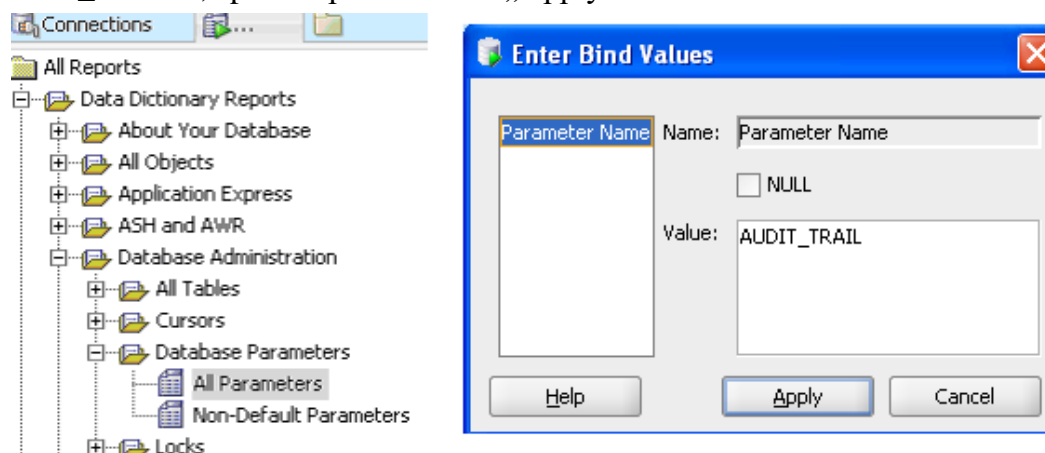 Connections
...
All Reports
Data Dictionary Reports
About Your Database
All Objects
Application Express
ASH and AWR
Database Administration
All Tables
Cursors
Database Parameters
All Parameters
Non-Default Parameters
Locks
Enter Bind Values
Parameter Name
Name: Parameter Name
NULL
Value: AUDIT_TRAIL
Help Apply Cancel